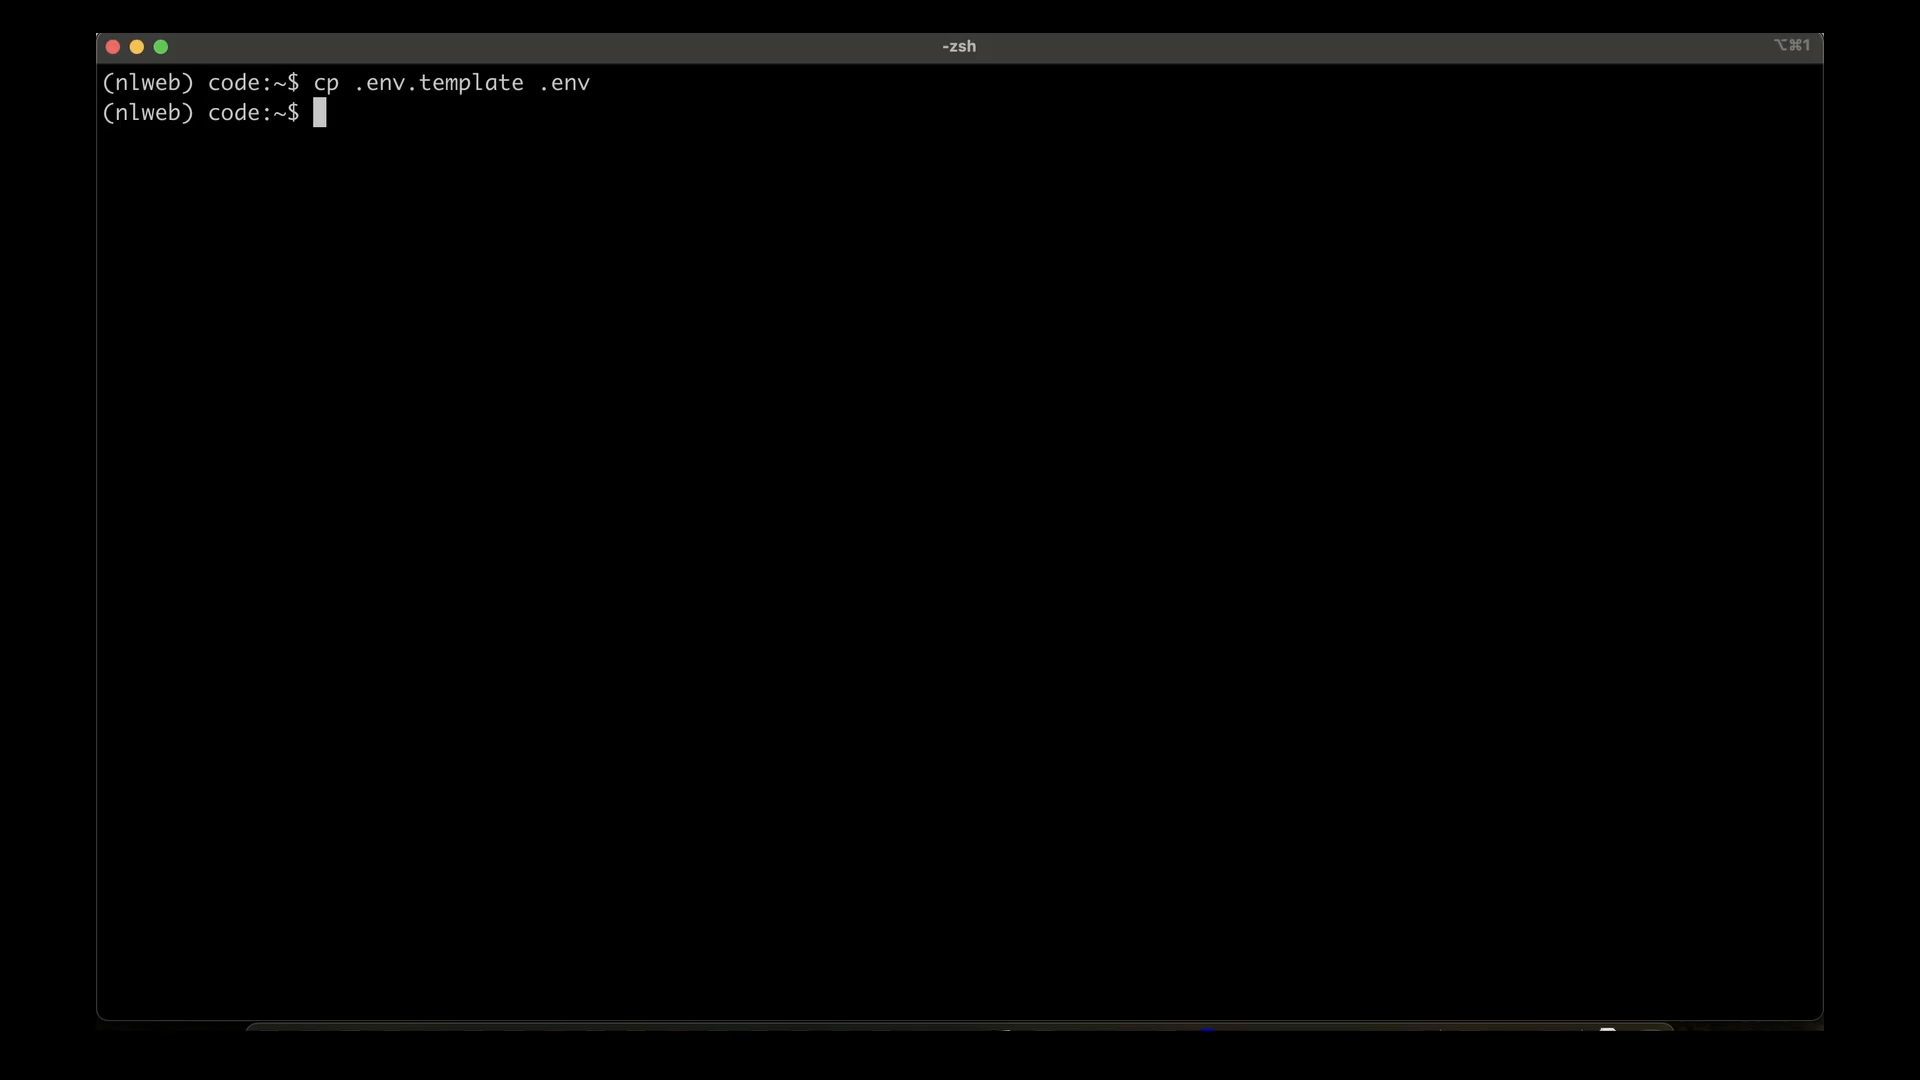 -zsh
⌥⌘1
(nlweb) code:~$ cp .env.template .env
(nlweb) code:~$